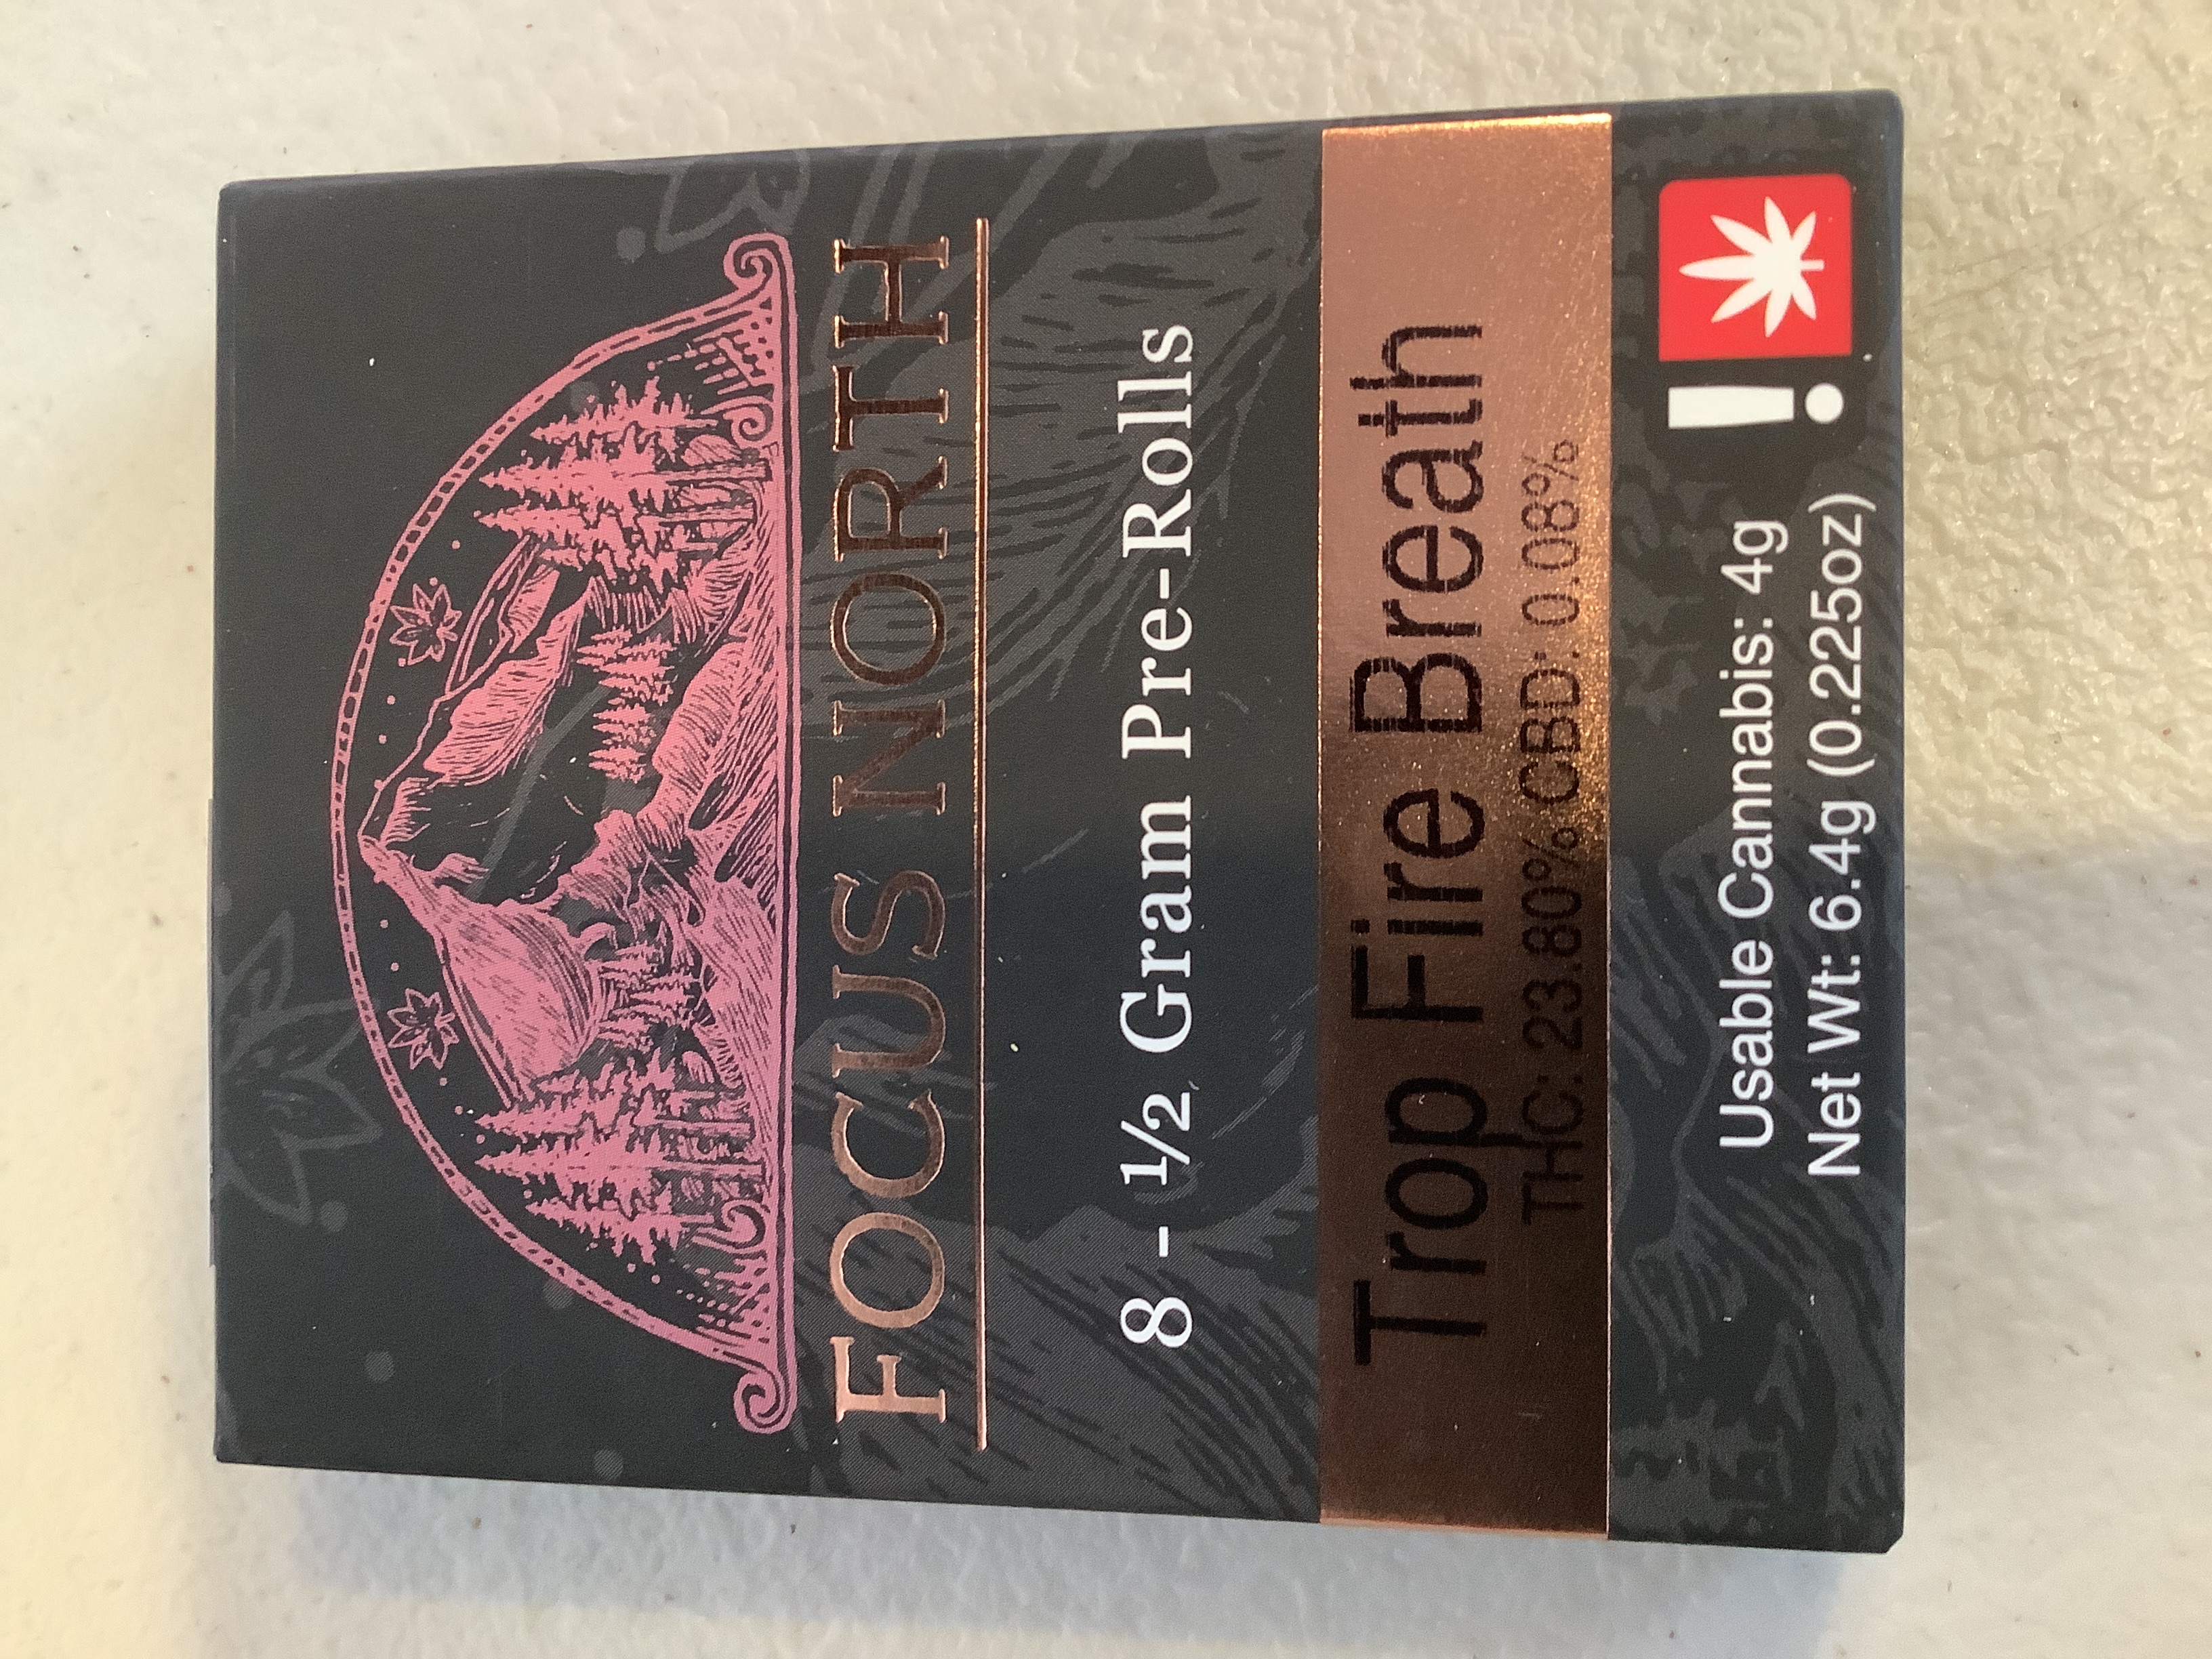 FOCUS NORTH
8 - ½ Gram Pre-Rolls
Trop Fire Breath
THC: 23.80% CBD: 0.08%
Usable Cannabis: 4g
Net Wt: 6.4g (0.225oz)
!